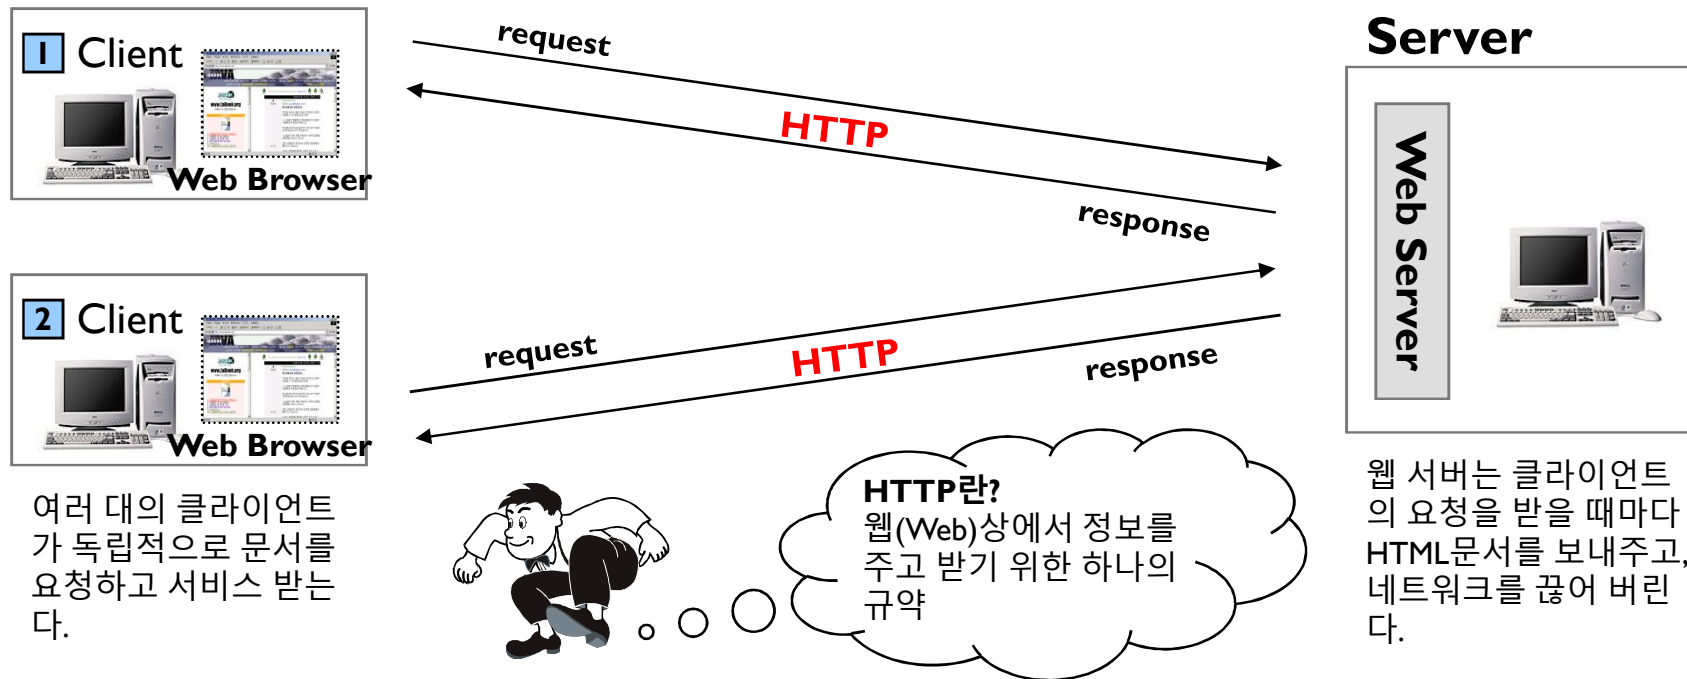 1 Client
Web Browser
request
HTTP
response
Server
Web Server
2 Client
Web Browser
request
HTTP
response
여러 대의 클라이언트
가 독립적으로 문서를
요청하고 서비스 받는
다.
HTTP란?
웹(Web)상에서 정보를
주고 받기 위한 하나의
규약
웹 서버는 클라이언트
의 요청을 받을 때마다
HTML문서를 보내주고,
네트워크를 끊어 버린
다.